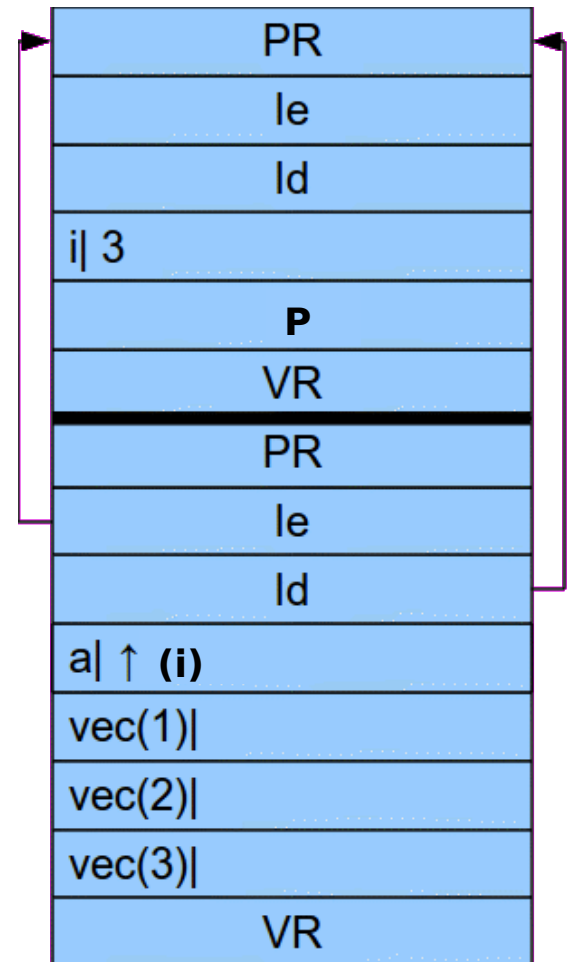 PR
le
ld
i| 3
P
VR
PR
le
ld
a| ↑ (i)
vec(1)|
vec(2)|
vec(3)|
VR